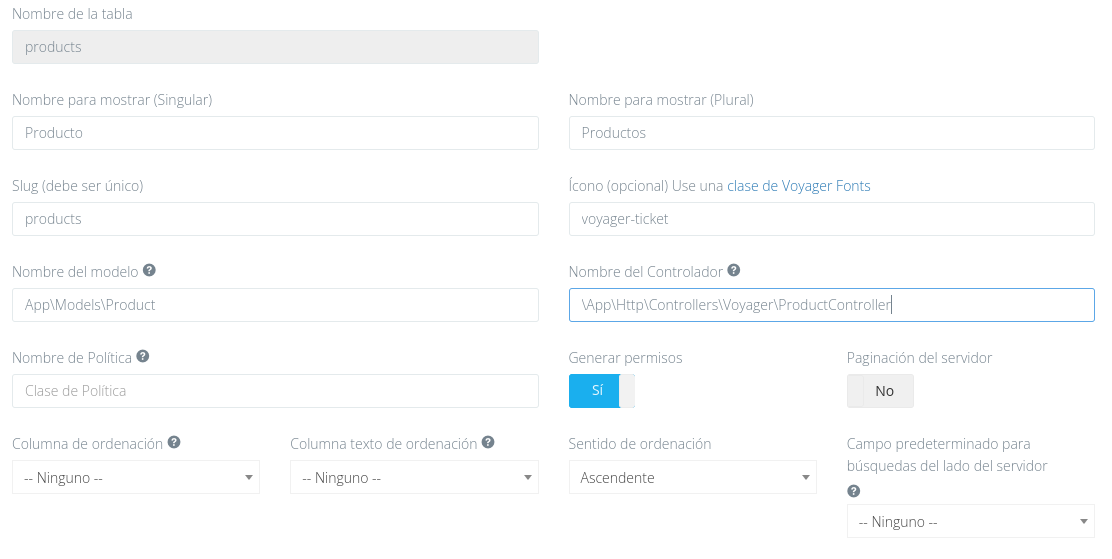 Nombre de la tabla
products
Nombre para mostrar (Singular)
Nombre para mostrar (Plural)
Producto
Productos
Slug (debe ser único)
Ícono (opcional) Use una clase de Voyager Fonts
products
voyager-ticket
Nombre del modelo ?
Nombre del Controlador ?
App\Models\Product
\App\Http\Controllers\Voyager\ProductController
Nombre de Política ?
Generar permisos
Paginación del servidor
Clase de Política
Sí
No
Columna de ordenación ?
Columna texto de ordenación ?
Sentido de ordenación
Campo predeterminado para
búsquedas del lado del servidor
?
-- Ninguno --
-- Ninguno --
Ascendente
-- Ninguno --